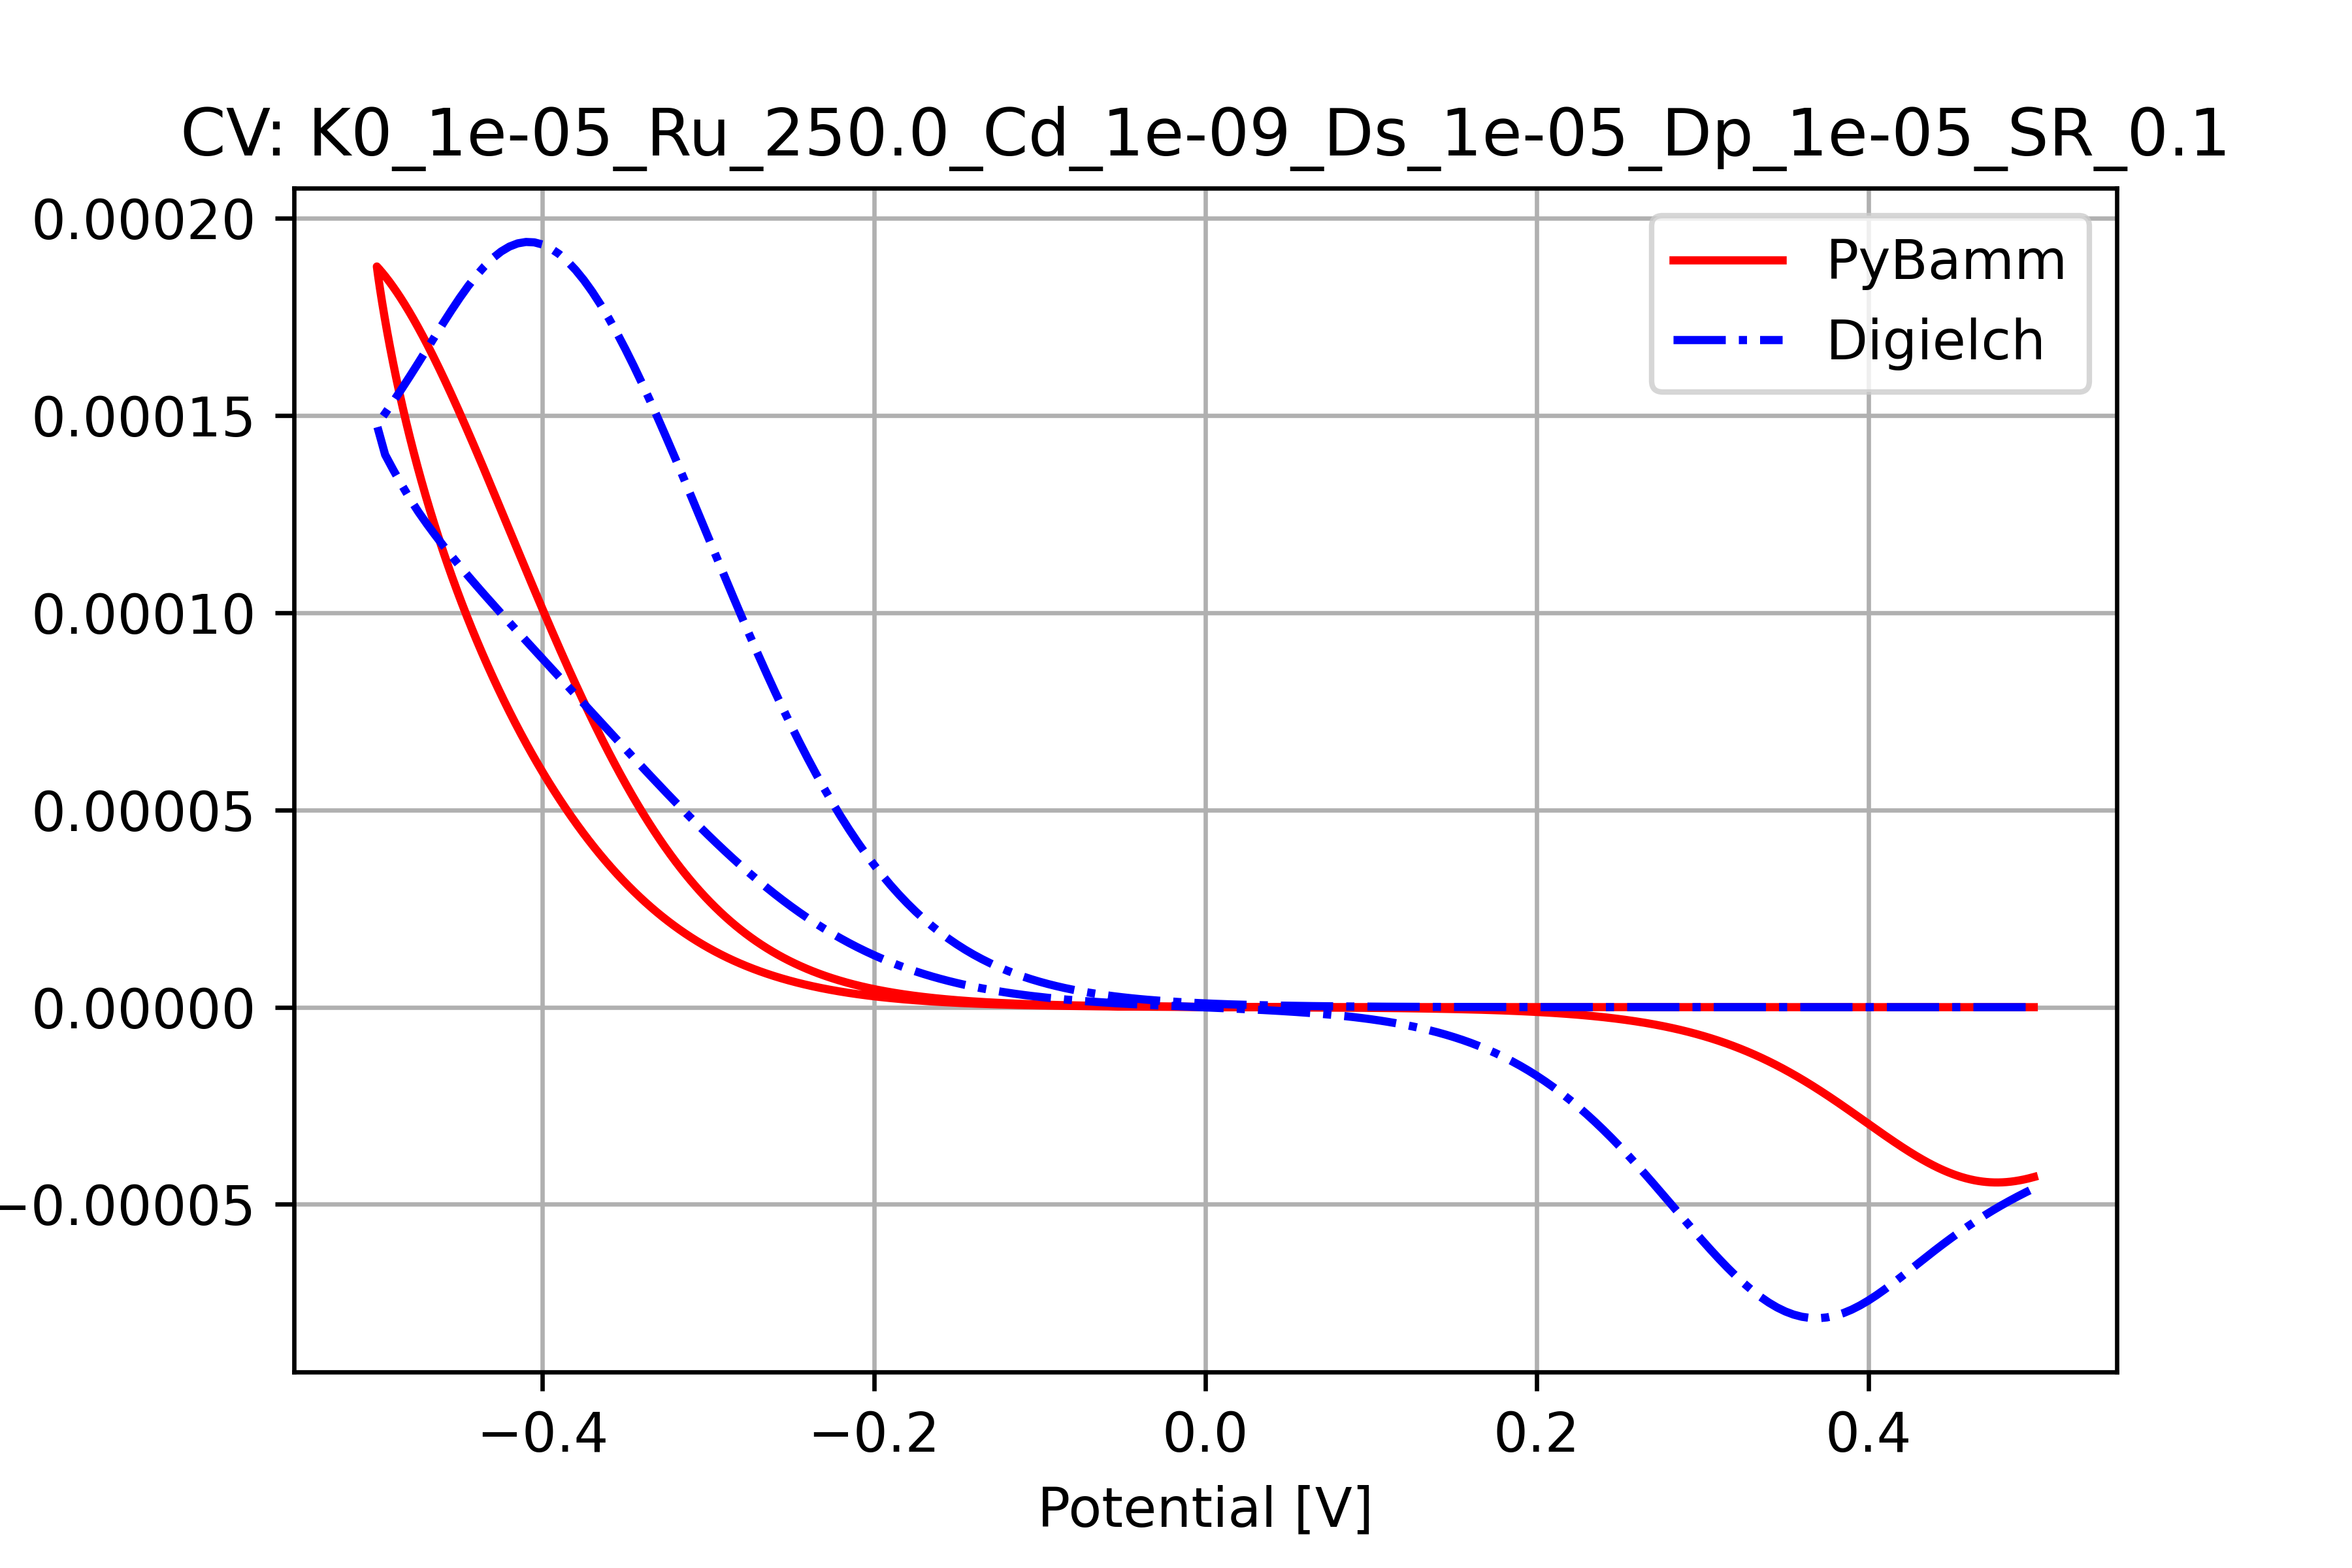 CV: K0_1e-05_Ru_250.0_Cd_1e-09_Ds_1e-05_Dp_1e-05_SR_0.1
PyBamm
Digielch
0.00020
0.00015
0.00010
0.00005
0.00000
−0.00005
−0.4
−0.2
0.0
0.2
0.4
Potential [V]